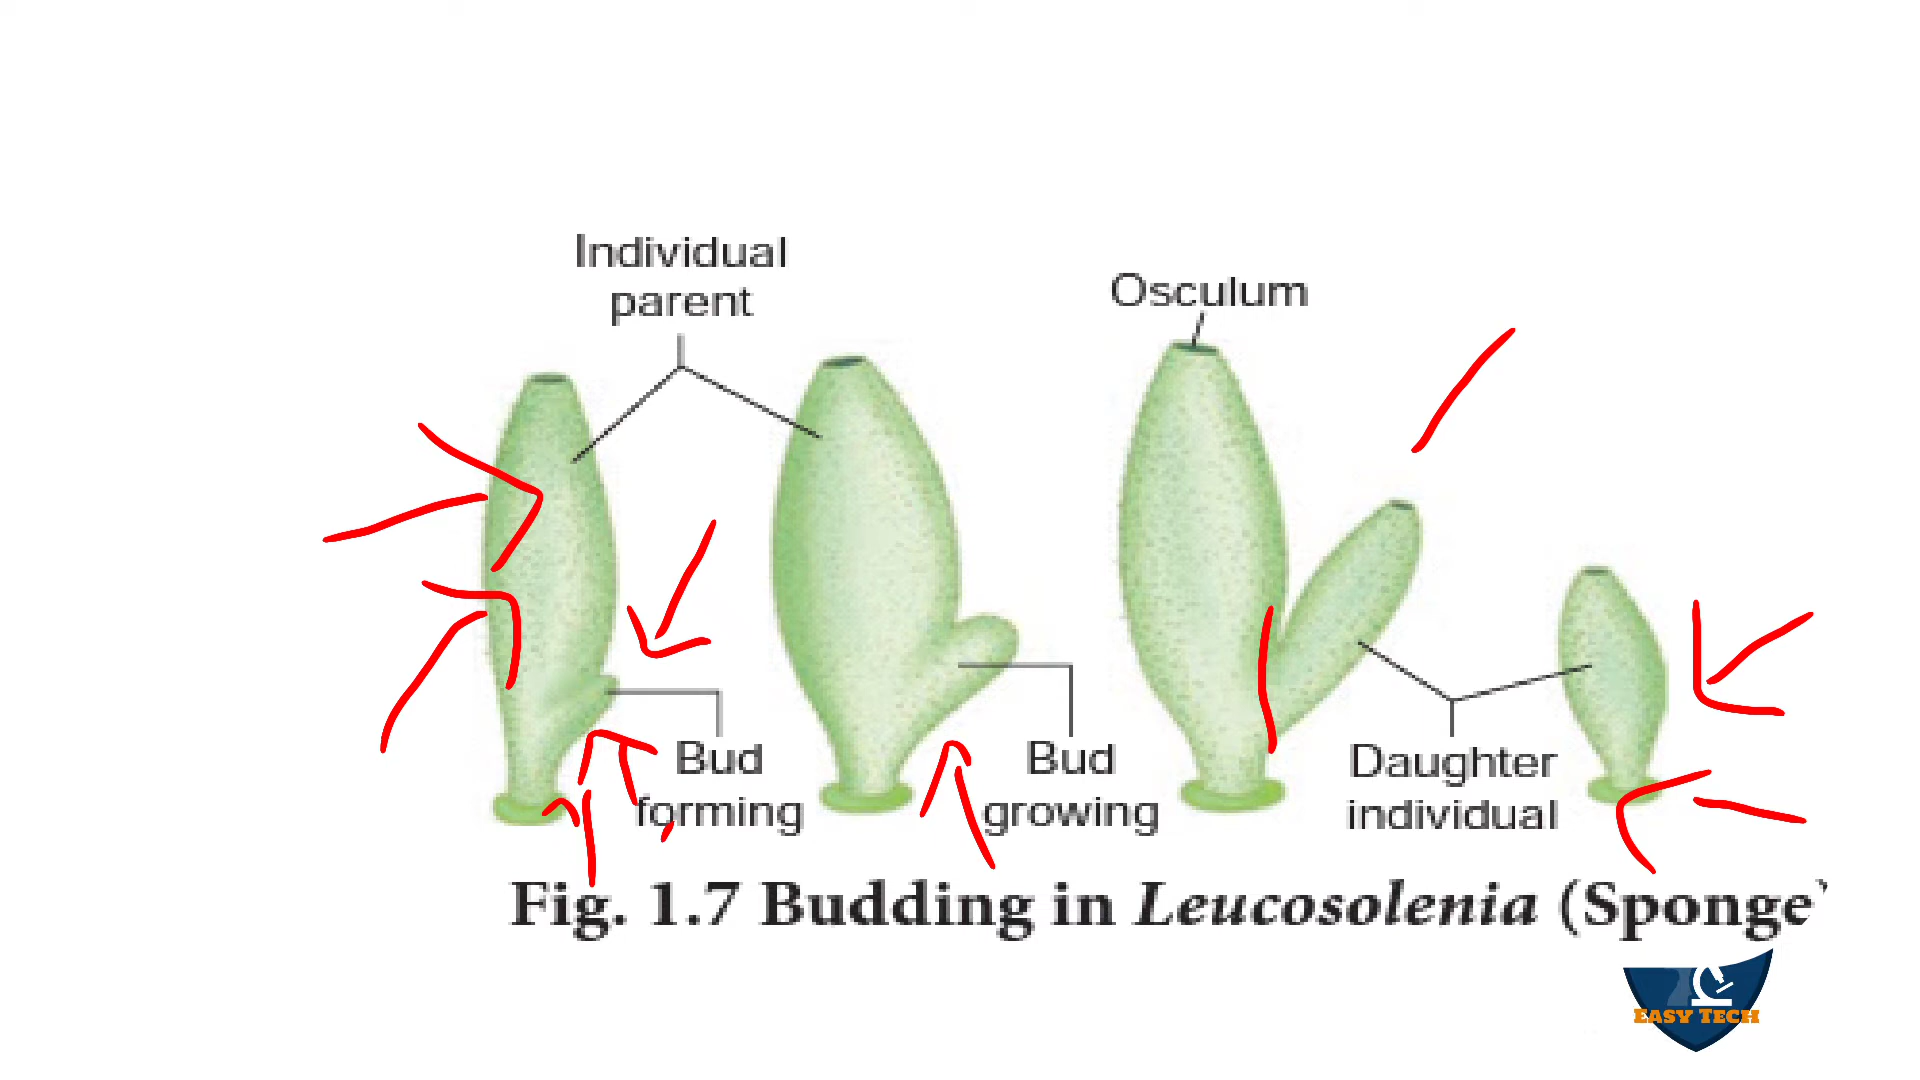 Individual
parent
Osculum
Bud
forming
Bud
growing
Daughter
individual
Fig. 1.7 Budding in Leucosolenia (Sponge)
EASY TECH